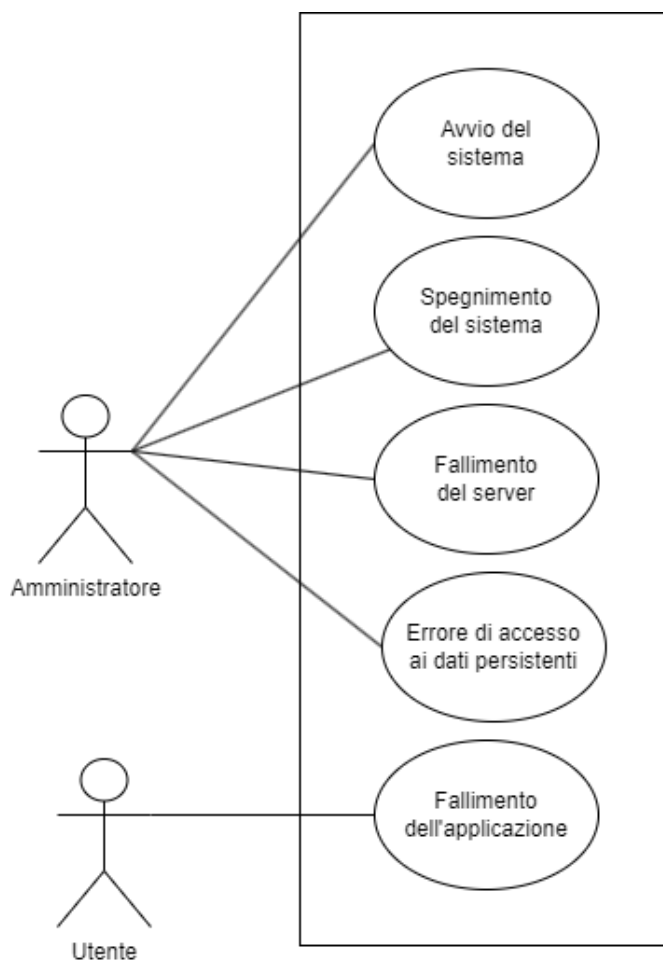 Avvio del
sistema
Spegnimento
del sistema
Fallimento
del server
Amministratore
Errore di accesso
ai dati persistenti
Fallimento
dell'applicazione
Utente